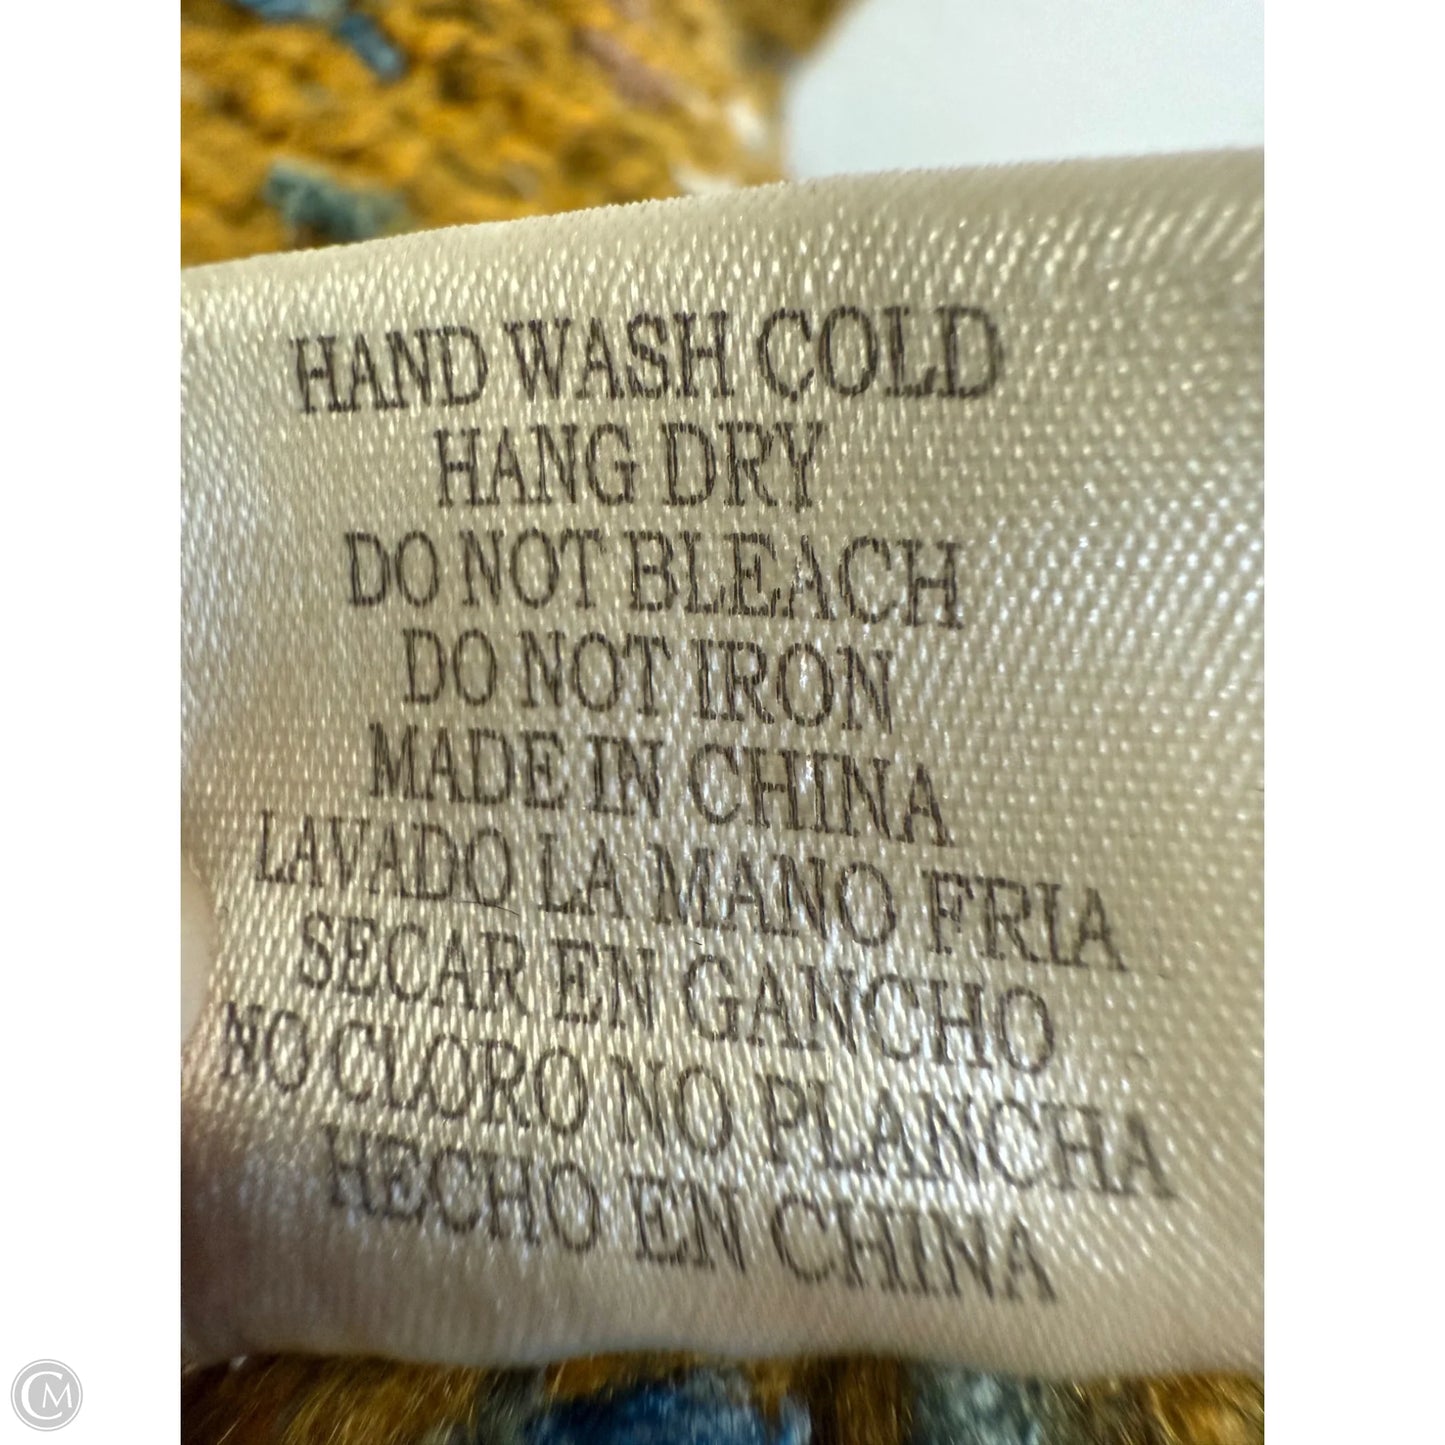 HAND WASH COLD
HANG DRY
DO NOT BLEACH
DO NOT IRON
MADE IN CHINA
LAVADO LA MANO FRIA
SECAR EN GANCHO
NO CLORO NO PLANCHA
HECHO EN CHINA
CM